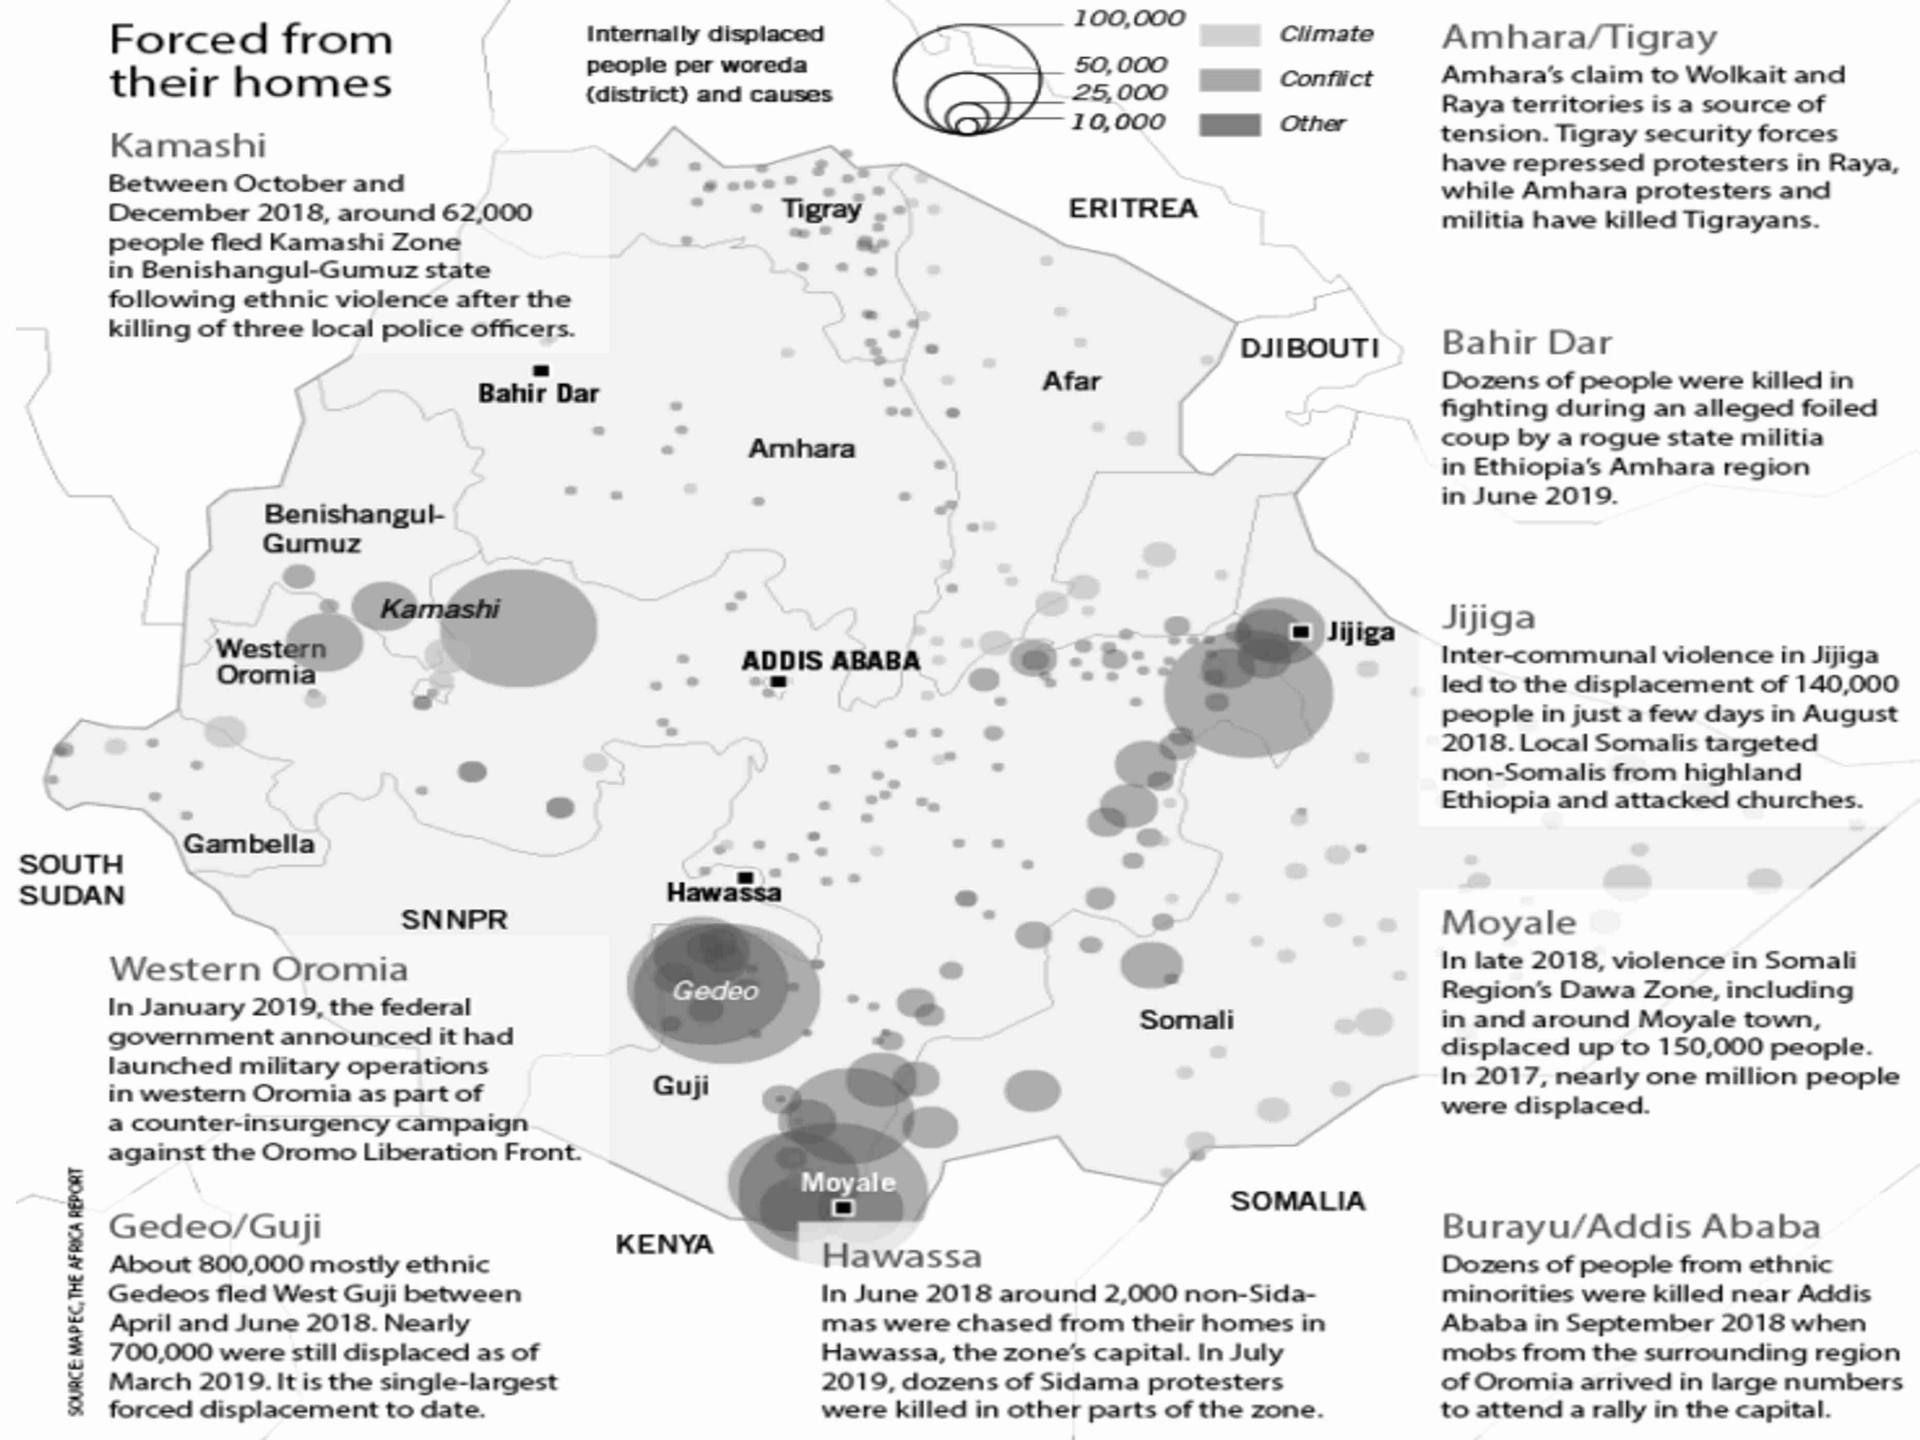 Forced from
their homes
Internally displaced
people per woreda
(district) and causes
100,000
50,000
25,000
10,000
Climate
Conflict
Other
Kamashi
Between October and
December 2018, around 62,000
people fled Kamashi Zone
in Benishangul-Gumuz state
following ethnic violence after the
killing of three local police officers.
Amhara/Tigray
Amhara's claim to Wolkait and
Raya territories is a source of
tension. Tigray security forces
have repressed protesters in Raya,
while Amhara protesters and
militia have killed Tigrayans.
Bahir Dar
Dozens of people were killed in
fighting during an alleged foiled
coup by a rogue state militia
in Ethiopia's Amhara region
in June 2019.
Jijiga
Inter-communal violence in Jijiga
led to the displacement of 140,000
people in just a few days in August
2018. Local Somalis targeted
non-Somalis from highland
Ethiopia and attacked churches.
Moyale
In late 2018, violence in Somali
Region's Dawa Zone, including
in and around Moyale town,
displaced up to 150,000 people.
In 2017, nearly one million people
were displaced.
Tigray
ERITREA
DJIBOUTI
Bahir Dar
Afar
Amhara
Benishangul-
Gumuz
Kamashi
Western
Oromia
ADDIS ABABA
Jijiga
Gambella
SOUTH
SUDAN
Hawassa
SNNPR
Gedeo
Somali
Guji
Moyale
SOMALIA
KENYA
Western Oromia
In January 2019, the federal
government announced it had
launched military operations
in western Oromia as part of
a counter-insurgency campaign
against the Oromo Liberation Front.
Gedeo/Guji
About 800,000 mostly ethnic
Gedeos fled West Guji between
April and June 2018. Nearly
700,000 were still displaced as of
March 2019. It is the single-largest
forced displacement to date.
Hawassa
In June 2018 around 2,000 non-Sida-
mas were chased from their homes in
Hawassa, the zone's capital. In July
2019, dozens of Sidama protesters
were killed in other parts of the zone.
Burayu/Addis Ababa
Dozens of people from ethnic
minorities were killed near Addis
Ababa in September 2018 when
mobs from the surrounding region
of Oromia arrived in large numbers
to attend a rally in the capital.
SOURCE: MAP EC, THE AFRICA REPORT